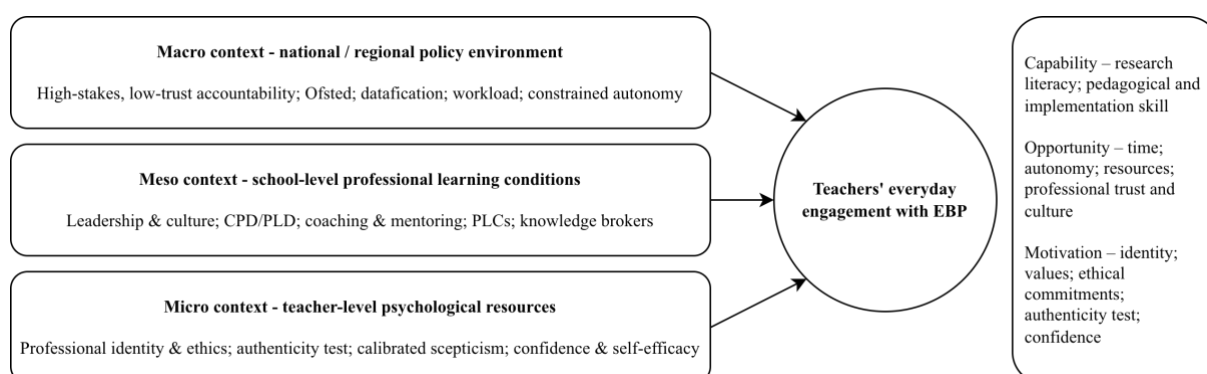 Macro context - national / regional policy environment
High-stakes, low-trust accountability; Ofsted; datafication; workload; constrained autonomy
Meso context - school-level professional learning conditions
Leadership & culture; CPD/PLD; coaching & mentoring; PLCs; knowledge brokers
Micro context - teacher-level psychological resources
Professional identity & ethics; authenticity test; calibrated scepticism; confidence & self-efficacy
Teachers' everyday
engagement with EBP
Capability – research
literacy; pedagogical and
implementation skill
Opportunity – time;
autonomy; resources;
professional trust and
culture
Motivation – identity;
values; ethical
commitments;
authenticity test;
confidence